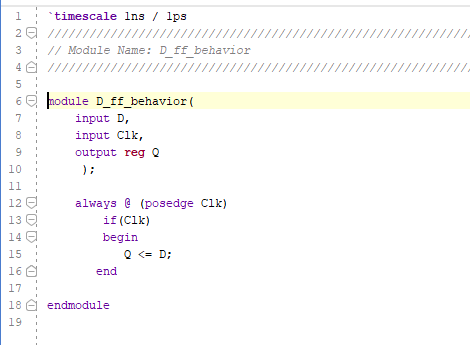 1 `timescale 1ns / 1ps
2 ////////////////////////////////////////////////////////////
3 // Module Name: D_ff_behavior
4 ////////////////////////////////////////////////////////////
5
6 module D_ff_behavior(
7 input D,
8 input Clk,
9 output reg Q
10 );
11
12 always @ (posedge Clk)
13 if(Clk)
14 begin
15 Q <= D;
16 end
17
18 endmodule
19